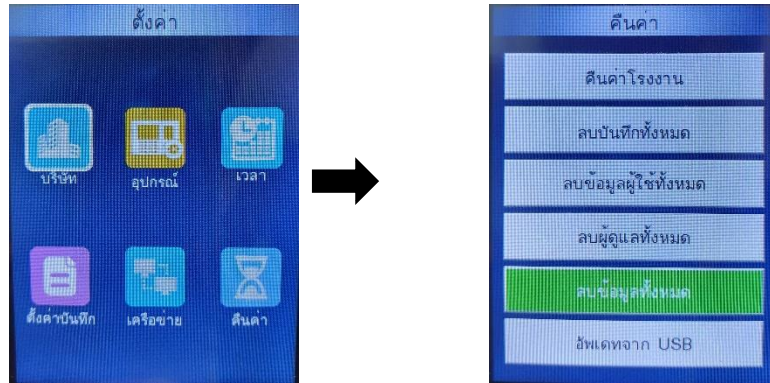 ตั้งค่า
บริษัท
อุปกรณ์
เวลา
ตั้งค่าบันทึก
เครือข่าย
คืนค่า
คืนค่า
คืนค่าโรงงาน
ลบบันทึกทั้งหมด
ลบข้อมูลผู้ใช้ทั้งหมด
ลบผู้ดูแลทั้งหมด
ลบข้อมูลทั้งหมด
อัพเดทจาก USB